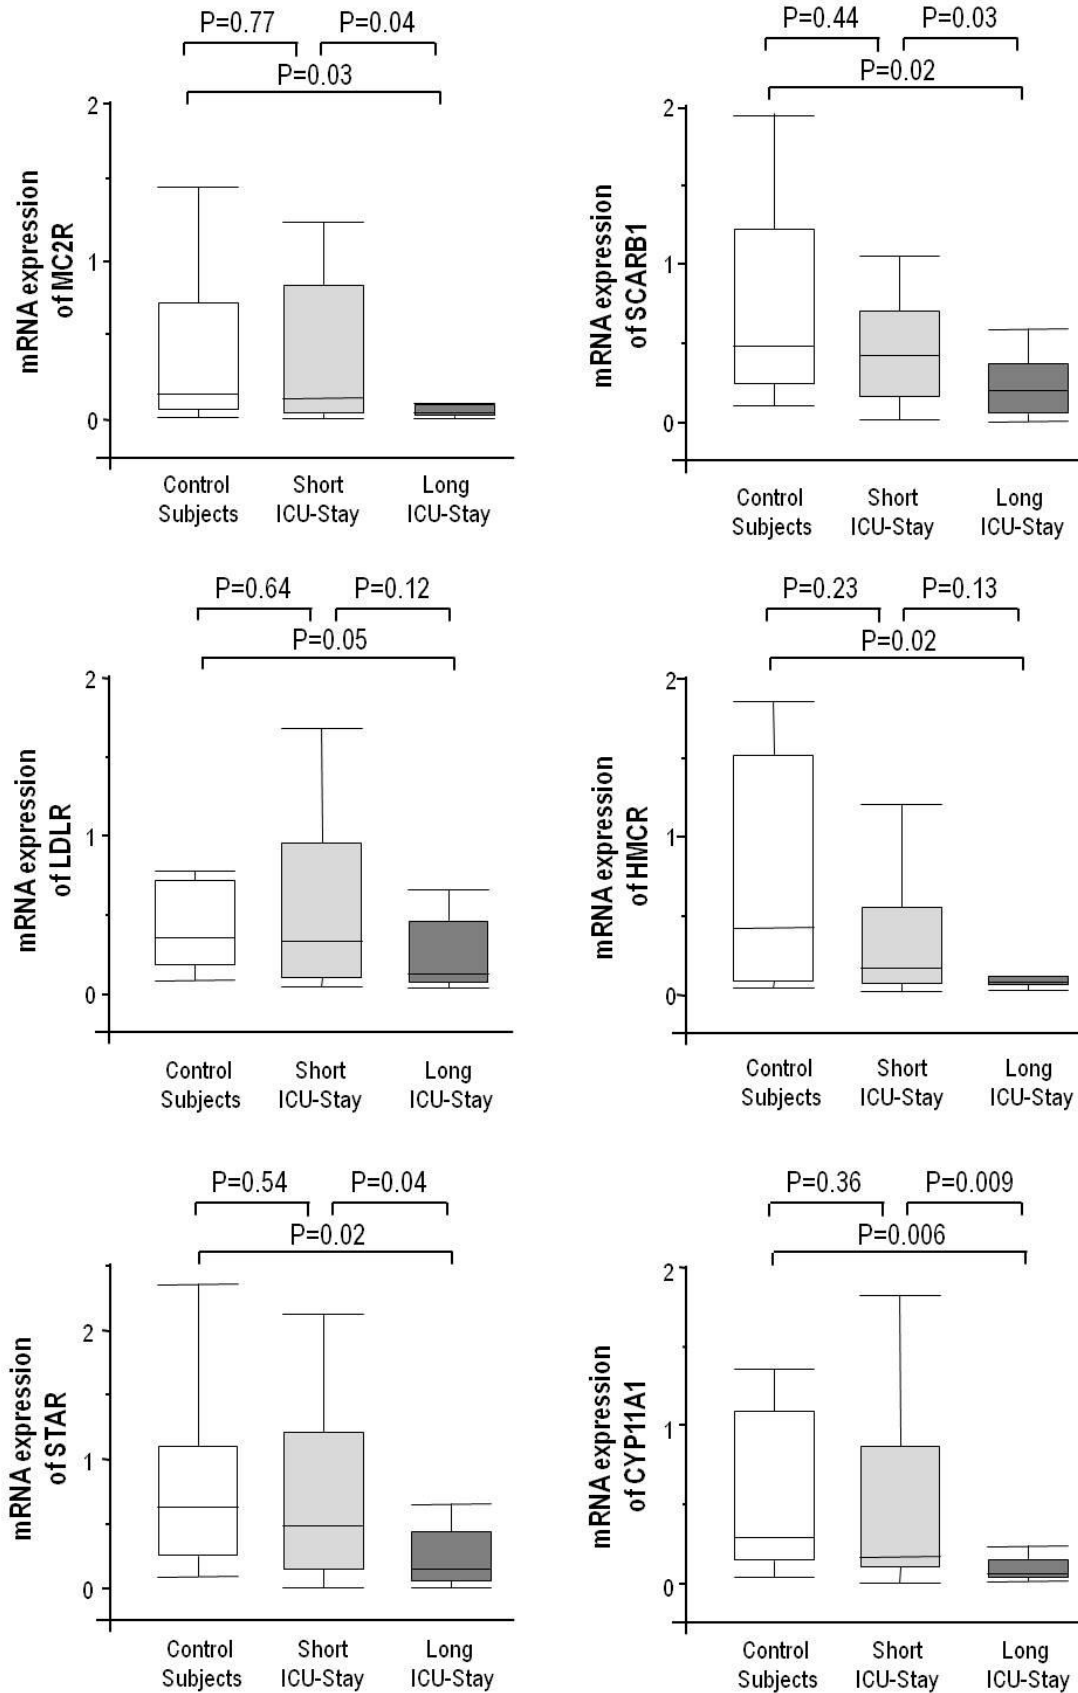 P=0.77 P=0.04
P=0.03
2
1
0
mRNA expression
of MC2R
Control
Subjects
Short
ICU-Stay
Long
ICU-Stay
P=0.44 P=0.03
P=0.02
2
1
0
mRNA expression
of SCARB1
Control
Subjects
Short
ICU-Stay
Long
ICU-Stay
P=0.64 P=0.12
P=0.05
2
1
0
mRNA expression
of LDLR
Control
Subjects
Short
ICU-Stay
Long
ICU-Stay
P=0.23 P=0.13
P=0.02
2
1
0
mRNA expression
of HMCR
Control
Subjects
Short
ICU-Stay
Long
ICU-Stay
P=0.54 P=0.04
P=0.02
2
1
0
mRNA expression
of STAR
Control
Subjects
Short
ICU-Stay
Long
ICU-Stay
P=0.36 P=0.009
P=0.006
2
1
0
mRNA expression
of CYP11A1
Control
Subjects
Short
ICU-Stay
Long
ICU-Stay